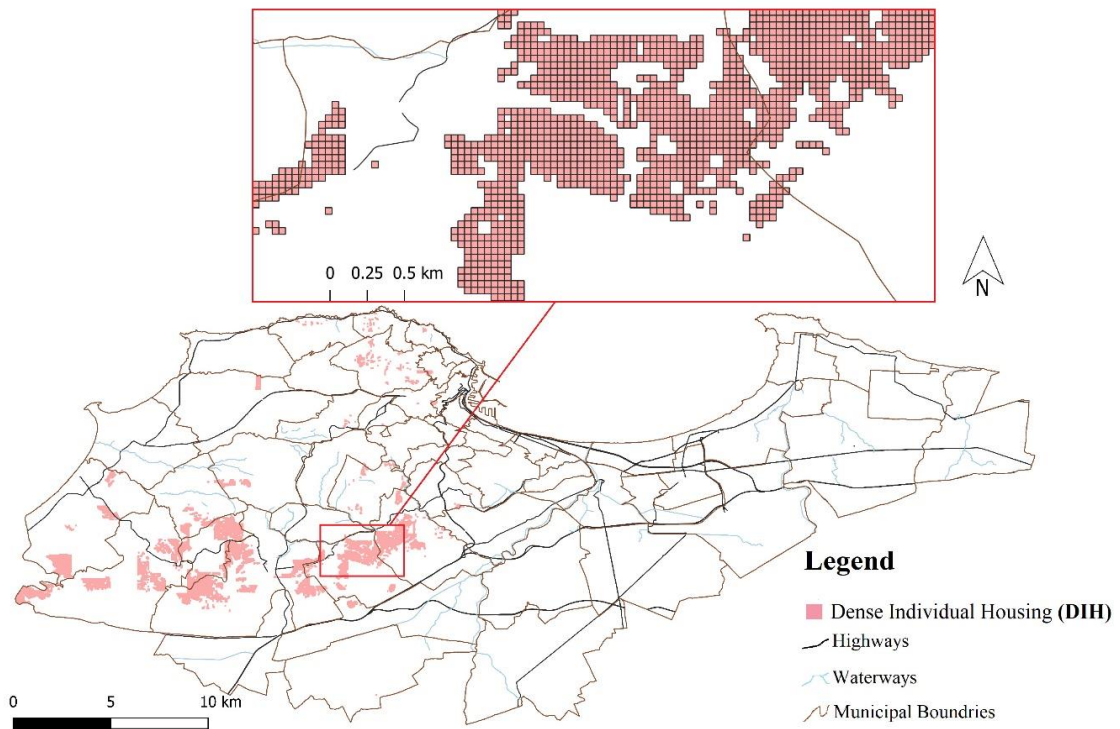 0 0.25 0.5 km
N
Legend
Dense Individual Housing (DIH)
Highways
Waterways
Municipal Boundries
0 5 10 km